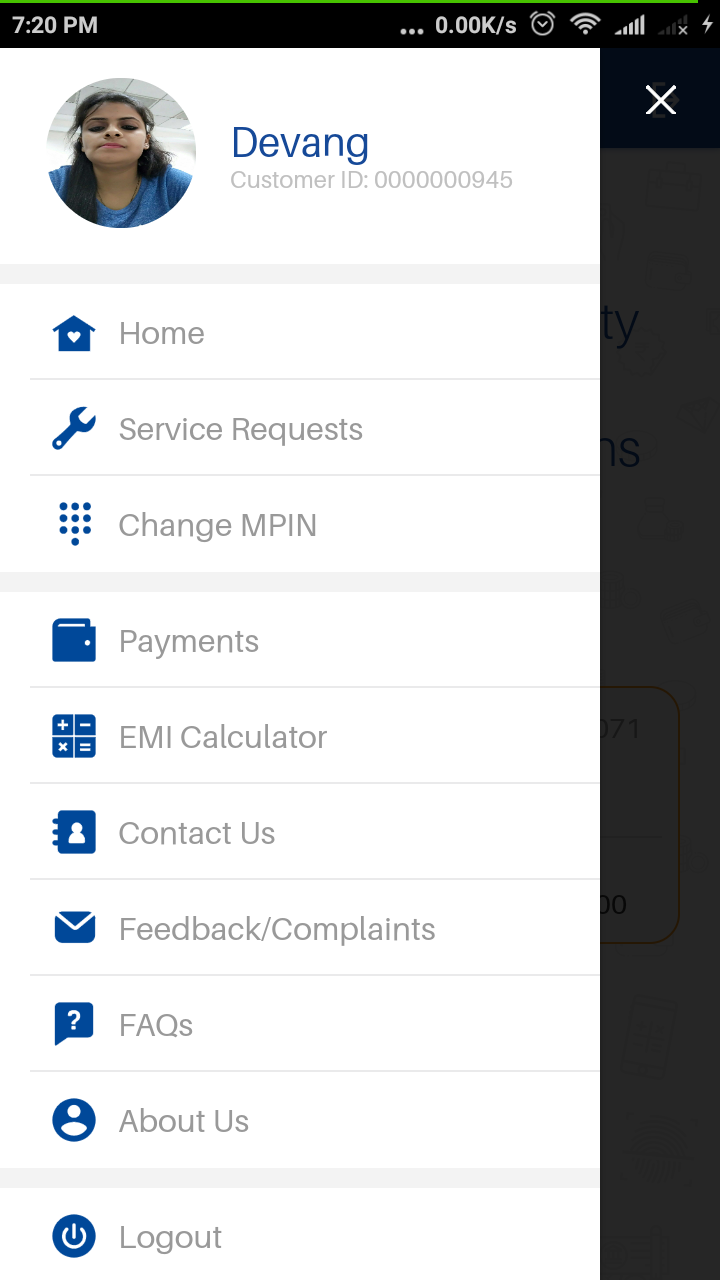 7:20 PM ... 0.00K/s
Devang
Customer ID: 0000000945
Home
ty
Service Requests
ns
Change MPIN
Payments
071
EMI Calculator
Contact Us
00
Feedback/Complaints
FAQs
About Us
Logout